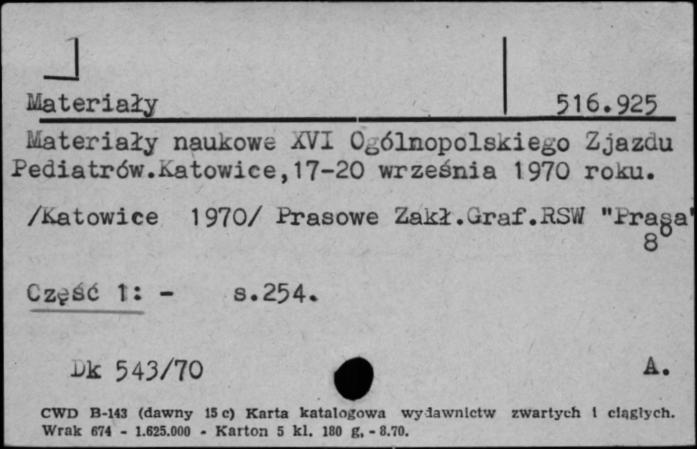 Materiały 516.925
Materiały naukowe XVI Ogólnopolskiego Zjazdu
Pediatrów.Katowice,17-20 września 1970 roku.
/Katowice 1970/ Prasowe Zakł.Graf.RSW "Prasa"
8°
Część 1: - s.254.
Dk 543/70 A.
CWD B-143 (dawny 15 c) Karta katalogowa wydawnictw zwartych i ciągłych.
Wrak 674 - 1.625.000 - Karton 5 kl. 180 g. - 8.70.